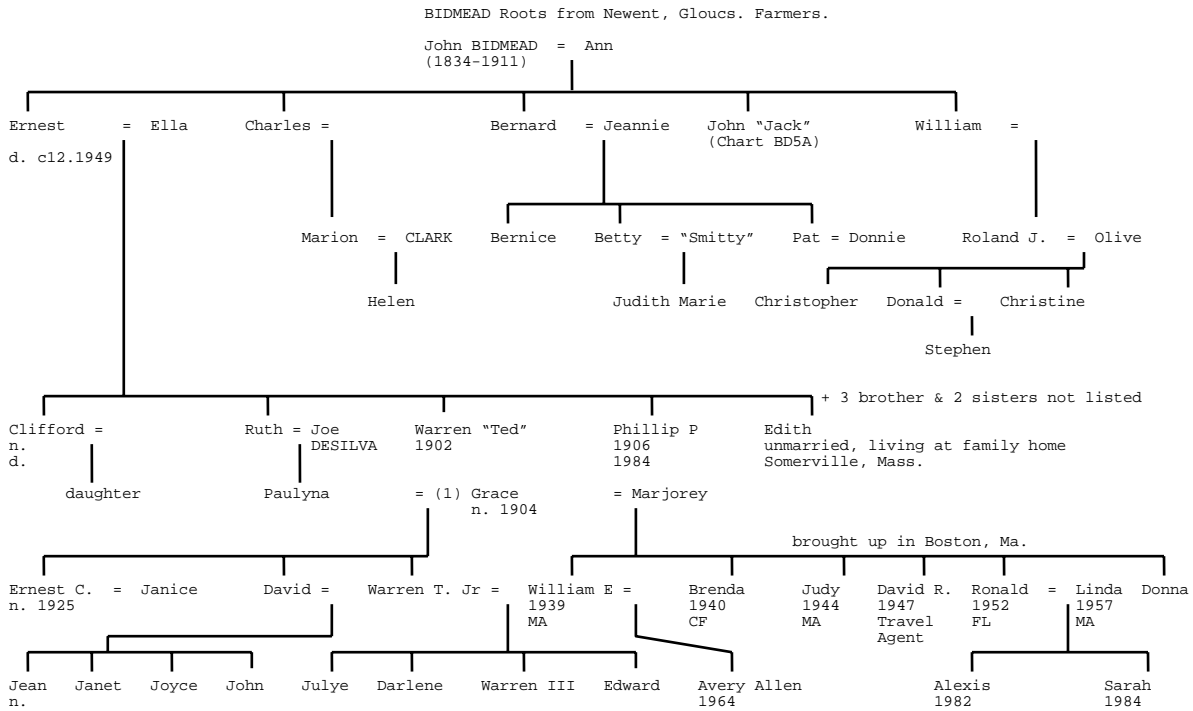 BIDMEAD Roots from Newent, Gloucs. Farmers.
John BIDMEAD = Ann
(1834-1911)
Ernest = Ella Charles = Bernard = Jeannie John “Jack” William =
(Chart BD5A)
d. c12.1949
Marion = CLARK Bernice Betty = “Smitty” Pat = Donnie Roland J. = Olive
Helen Judith Marie Christopher Donald = Christine
Stephen
+ 3 brother & 2 sisters not listed
Clifford = Ruth = Joe Warren “Ted” Phillip P Edith
n. DESILVA 1902 1906 unmarried, living at family home
d. 1984 Somerville, Mass.
daughter Paulyna = (1) Grace = Marjorey
n. 1904
brought up in Boston, Ma.
Ernest C. = Janice David = Warren T. Jr = William E = Brenda Judy David R. Ronald = Linda Donna
n. 1925 1939 1940 1944 1947 1952 1957
MA CF MA Travel FL MA
Agent
Jean Janet Joyce John Julye Darlene Warren III Edward Avery Allen Alexis Sarah
n. 1964 1982 1984